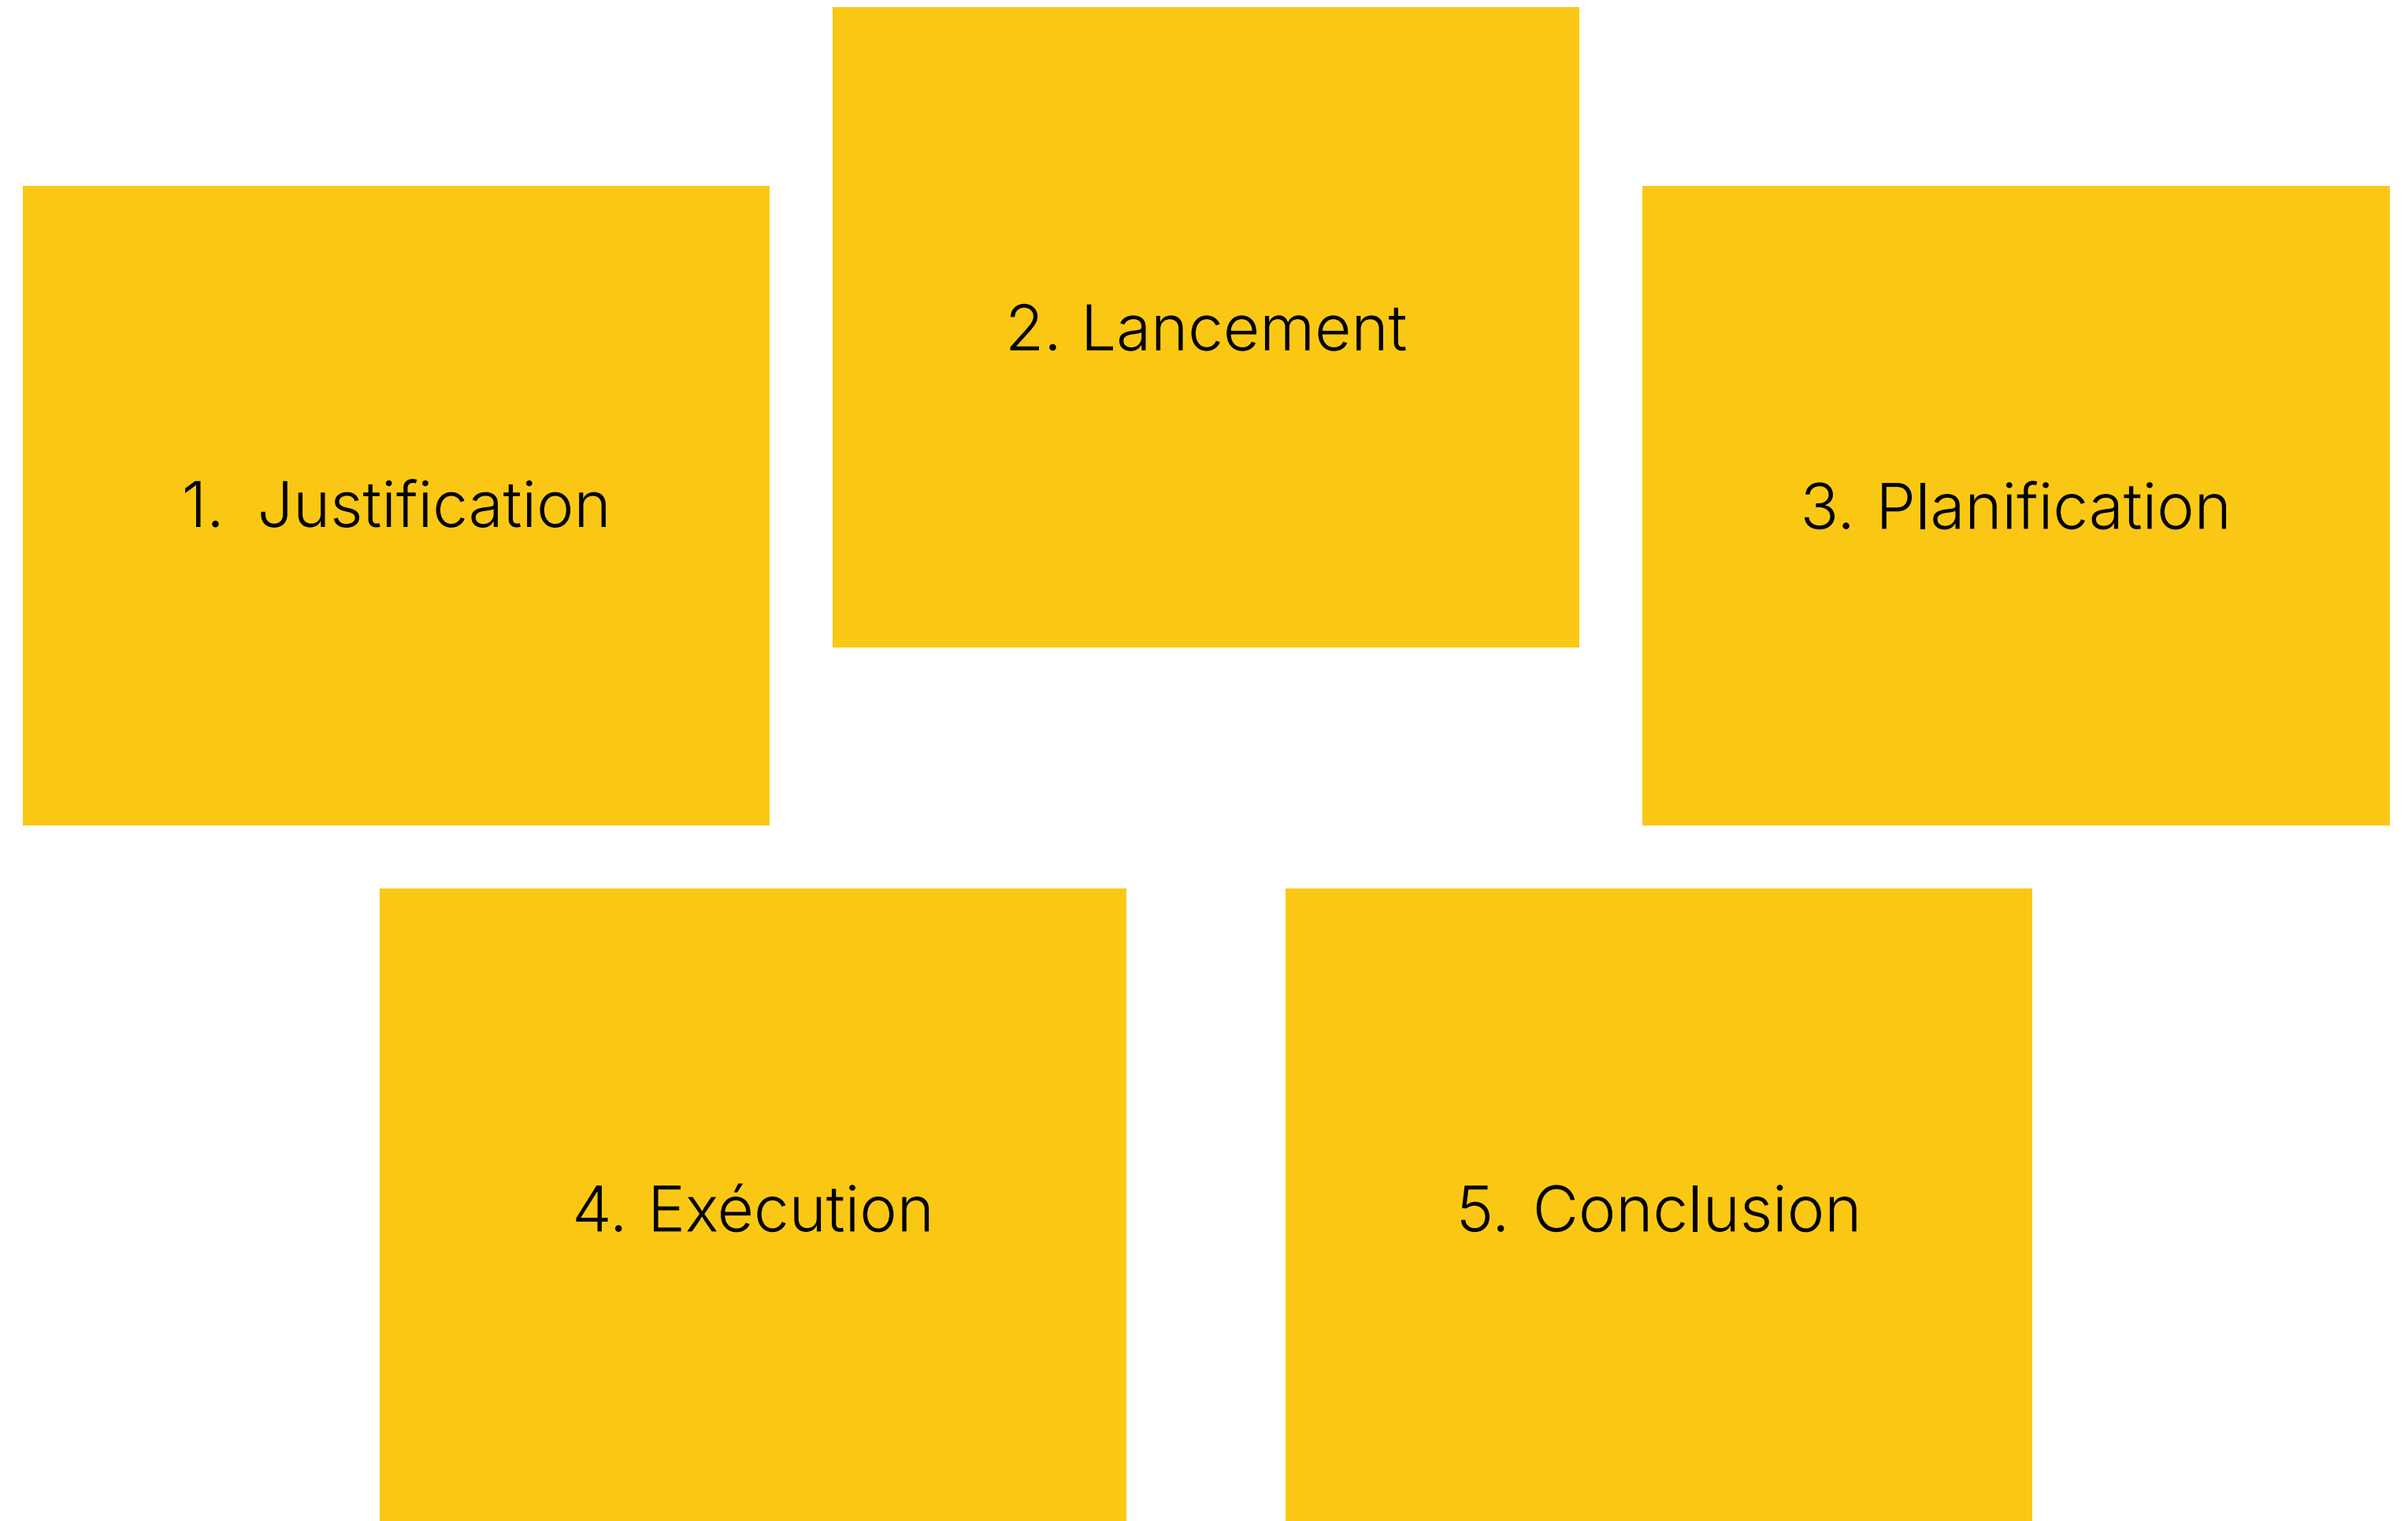 1. Justification
2. Lancement
3. Planification
4. Exécution
5. Conclusion